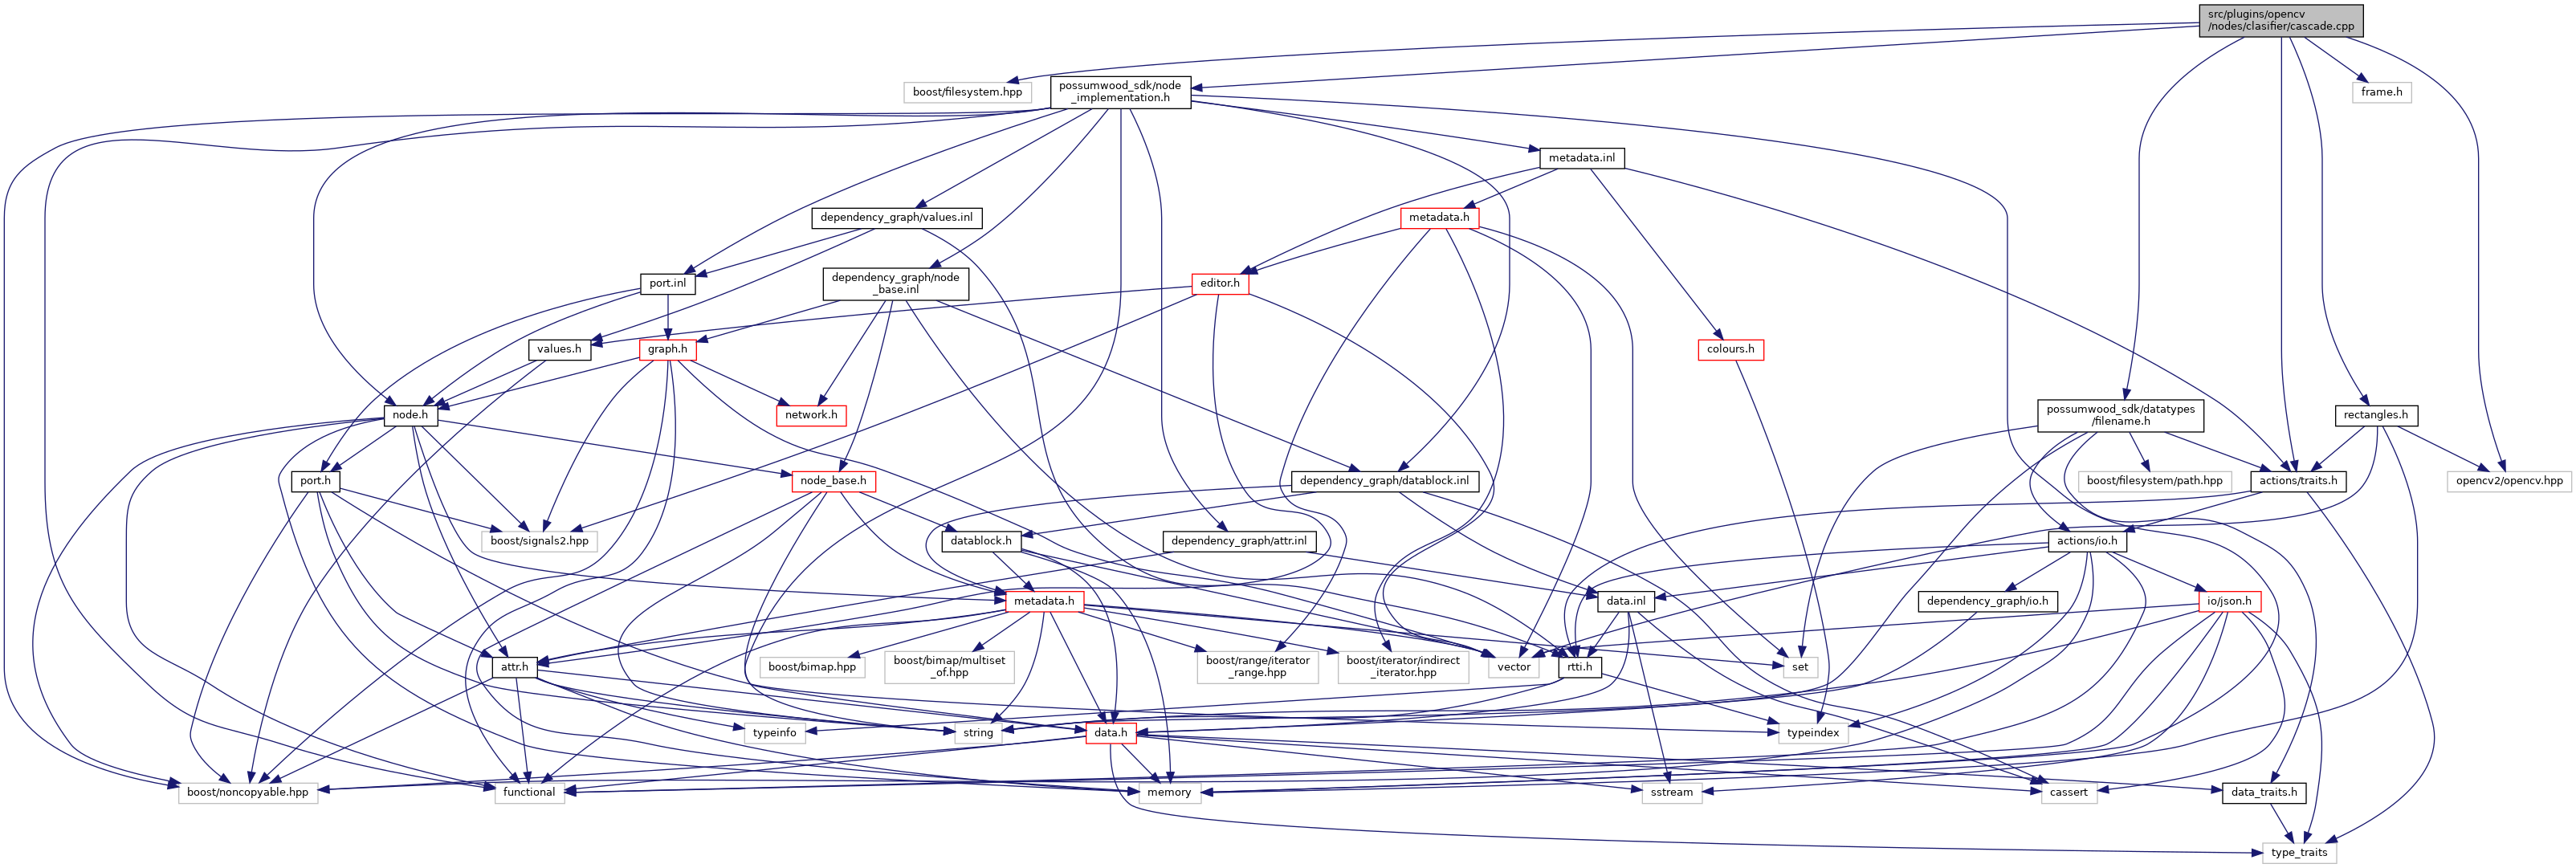 src/plugins/opencv
/nodes/clasifier/cascade.cpp
boost/filesystem.hpp
possumwood_sdk/node
_implementation.h
frame.h
metadata.inl
dependency_graph/values.inl
metadata.h
port.inl
dependency_graph/node
_base.inl
editor.h
values.h
graph.h
colours.h
node.h
network.h
possumwood_sdk/datatypes
/filename.h
rectangles.h
port.h
node_base.h
dependency_graph/datablock.inl
boost/filesystem/path.hpp
actions/traits.h
opencv2/opencv.hpp
boost/signals2.hpp
datablock.h
dependency_graph/attr.inl
actions/io.h
metadata.h
data.inl
dependency_graph/io.h
io/json.h
attr.h
boost/bimap.hpp
boost/bimap/multiset
_of.hpp
boost/range/iterator
_range.hpp
boost/iterator/indirect
_iterator.hpp
vector
rtti.h
set
typeinfo
string
data.h
typeindex
boost/noncopyable.hpp
functional
memory
sstream
cassert
data_traits.h
type_traits